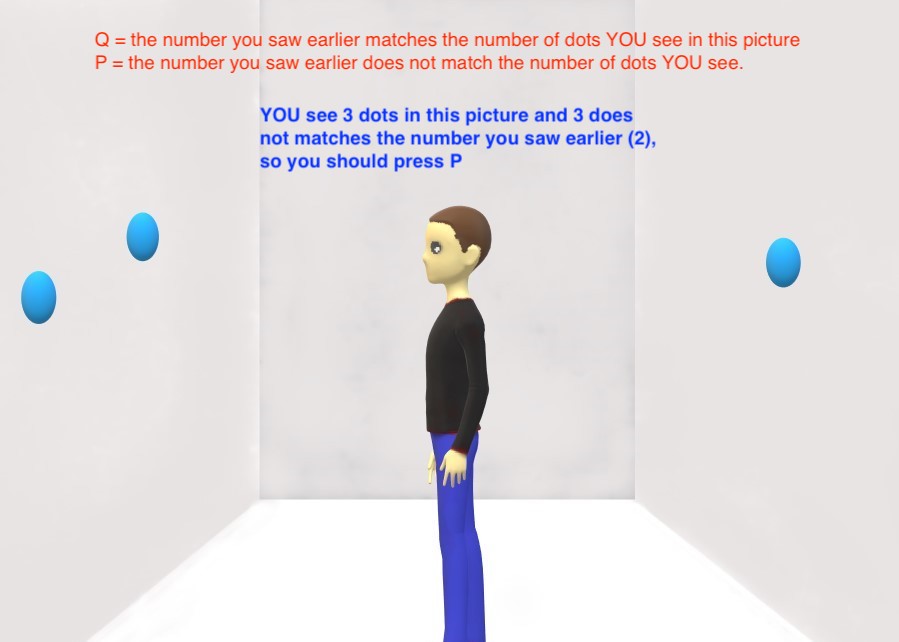 Q = the number you saw earlier matches the number of dots YOU see in this picture
P = the number you saw earlier does not match the number of dots YOU see.
YOU see 3 dots in this picture and 3 does
not matches the number you saw earlier (2),
so you should press P